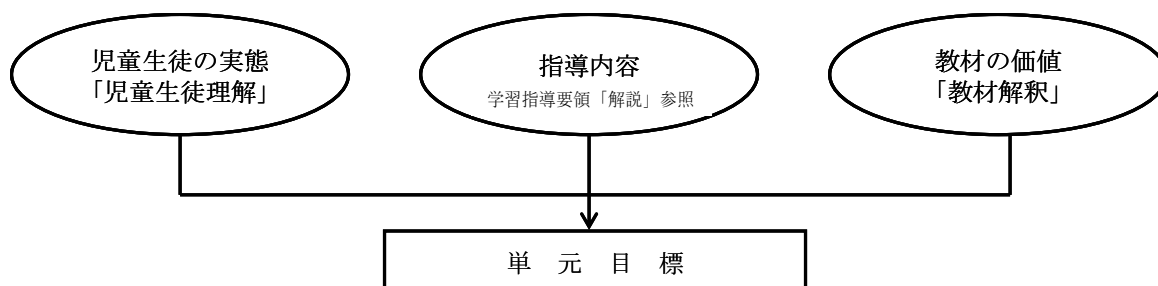 児童生徒の実態
「児童生徒理解」
指導内容
学習指導要領「解説」参照
教材の価値
「教材解釈」
単　元　目　標